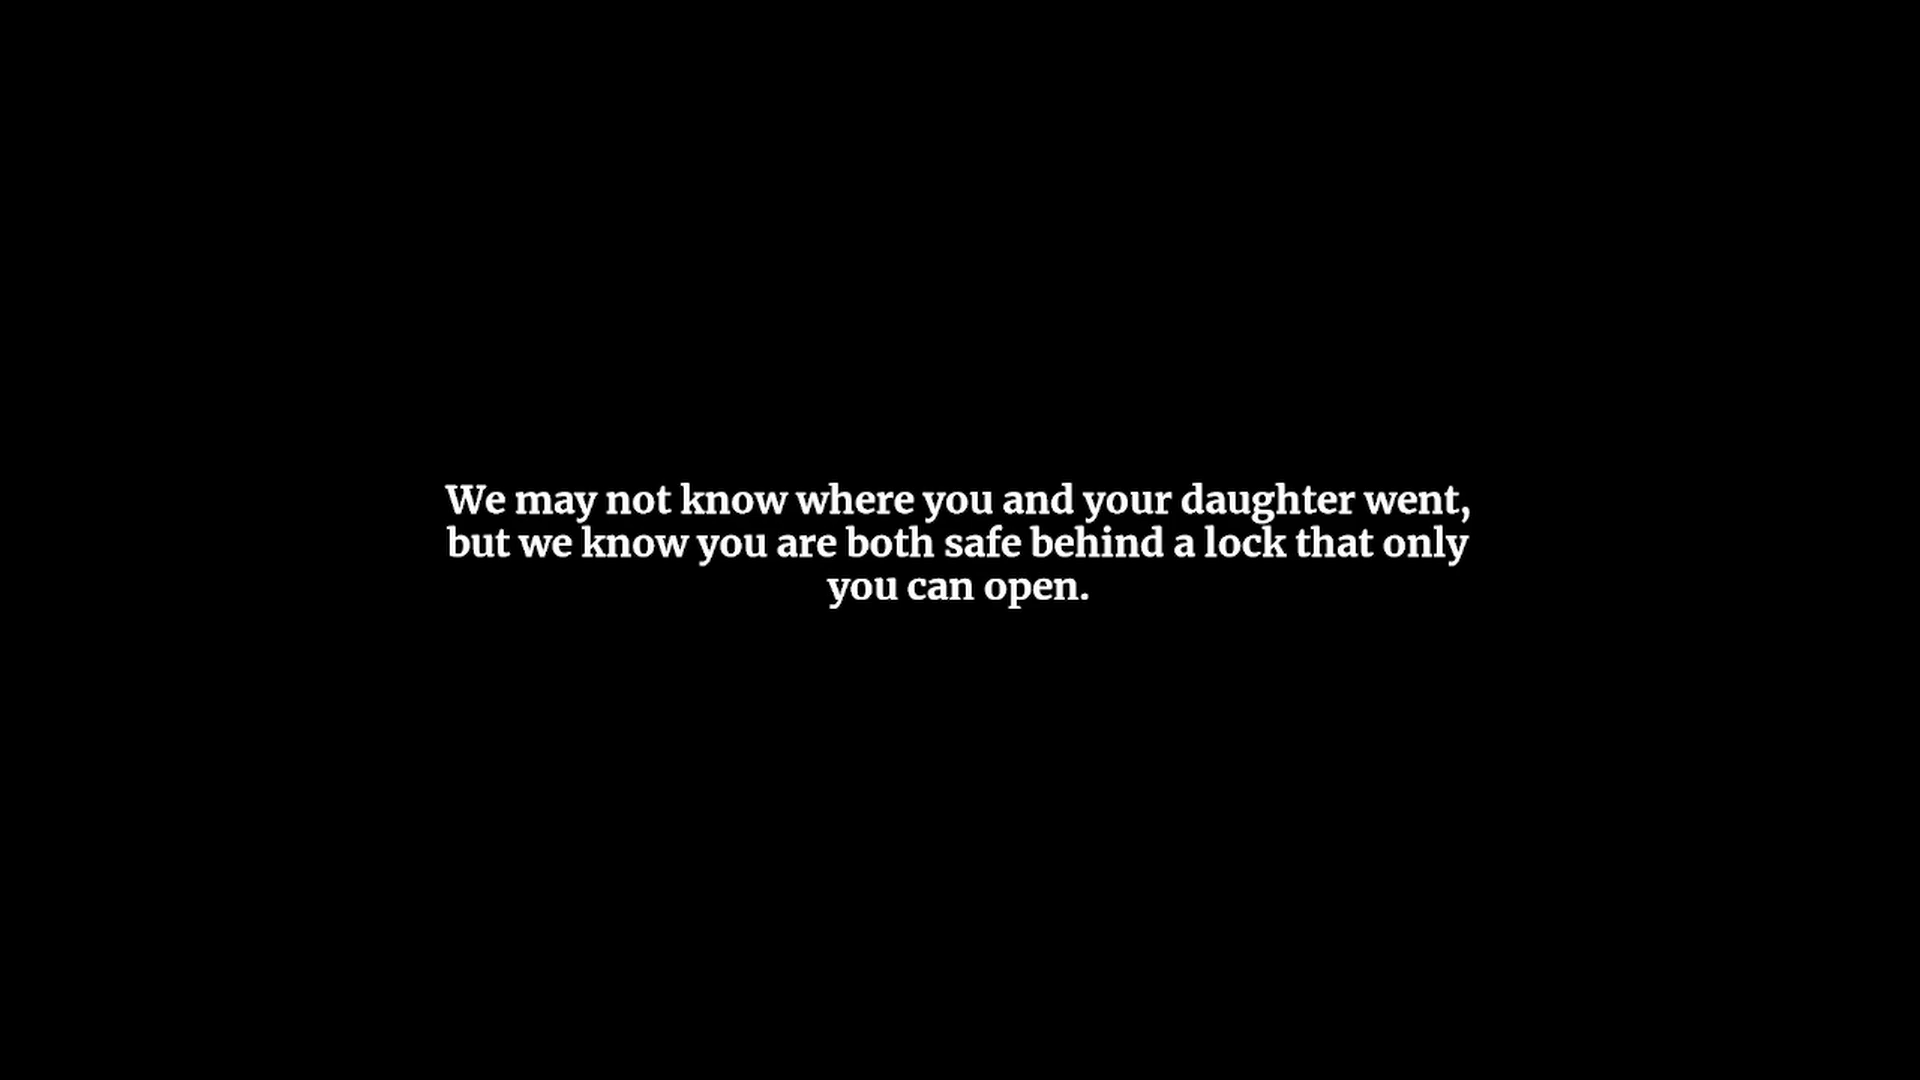 We may not know where you and your daughter went,
but we know you are both safe behind a lock that only
you can open.